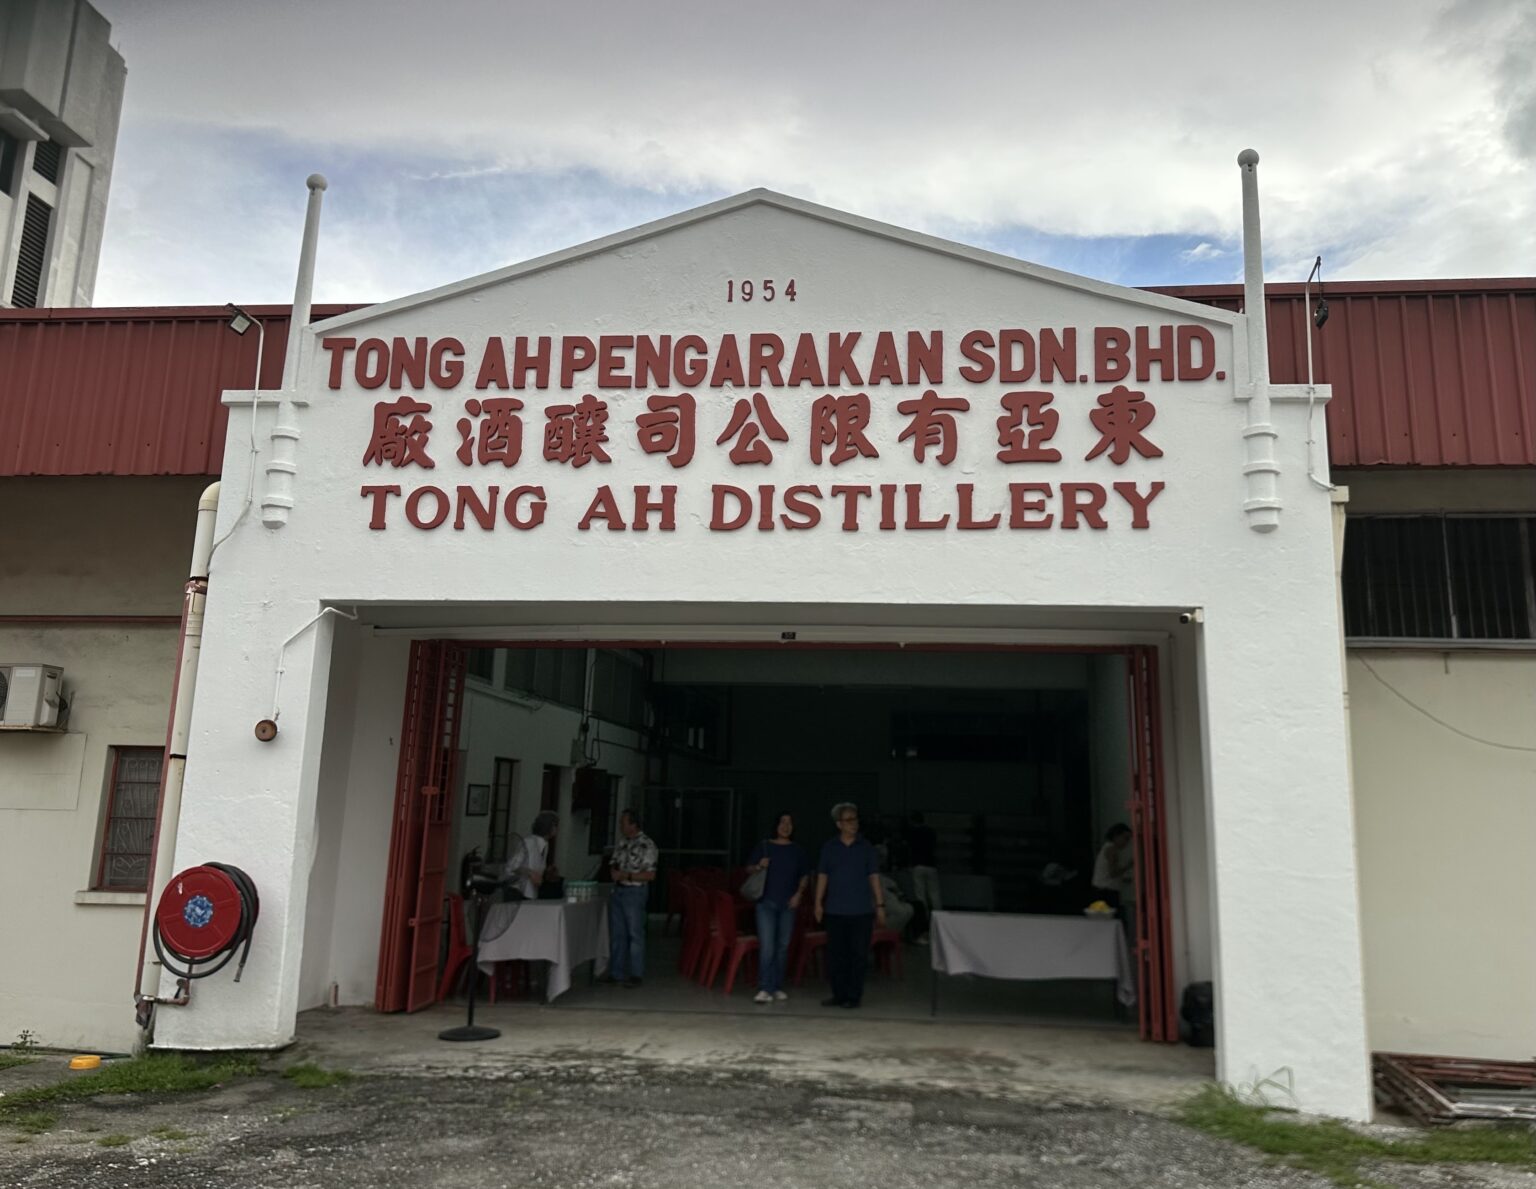 1954
TONG AH PENGARAKAN SDN. BHD.
東亞有限公司釀酒廠
TONG AH DISTILLERY